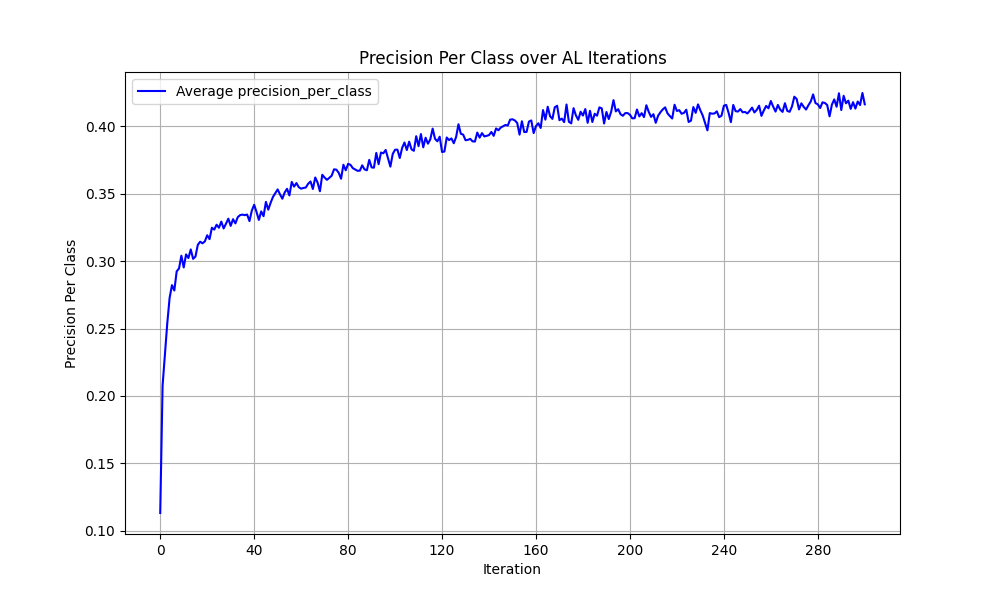 Precision Per Class over AL Iterations
Average precision_per_class
Precision Per Class
0.40
0.35
0.30
0.25
0.20
0.15
0.10
0 40 80 120 160 200 240 280
Iteration